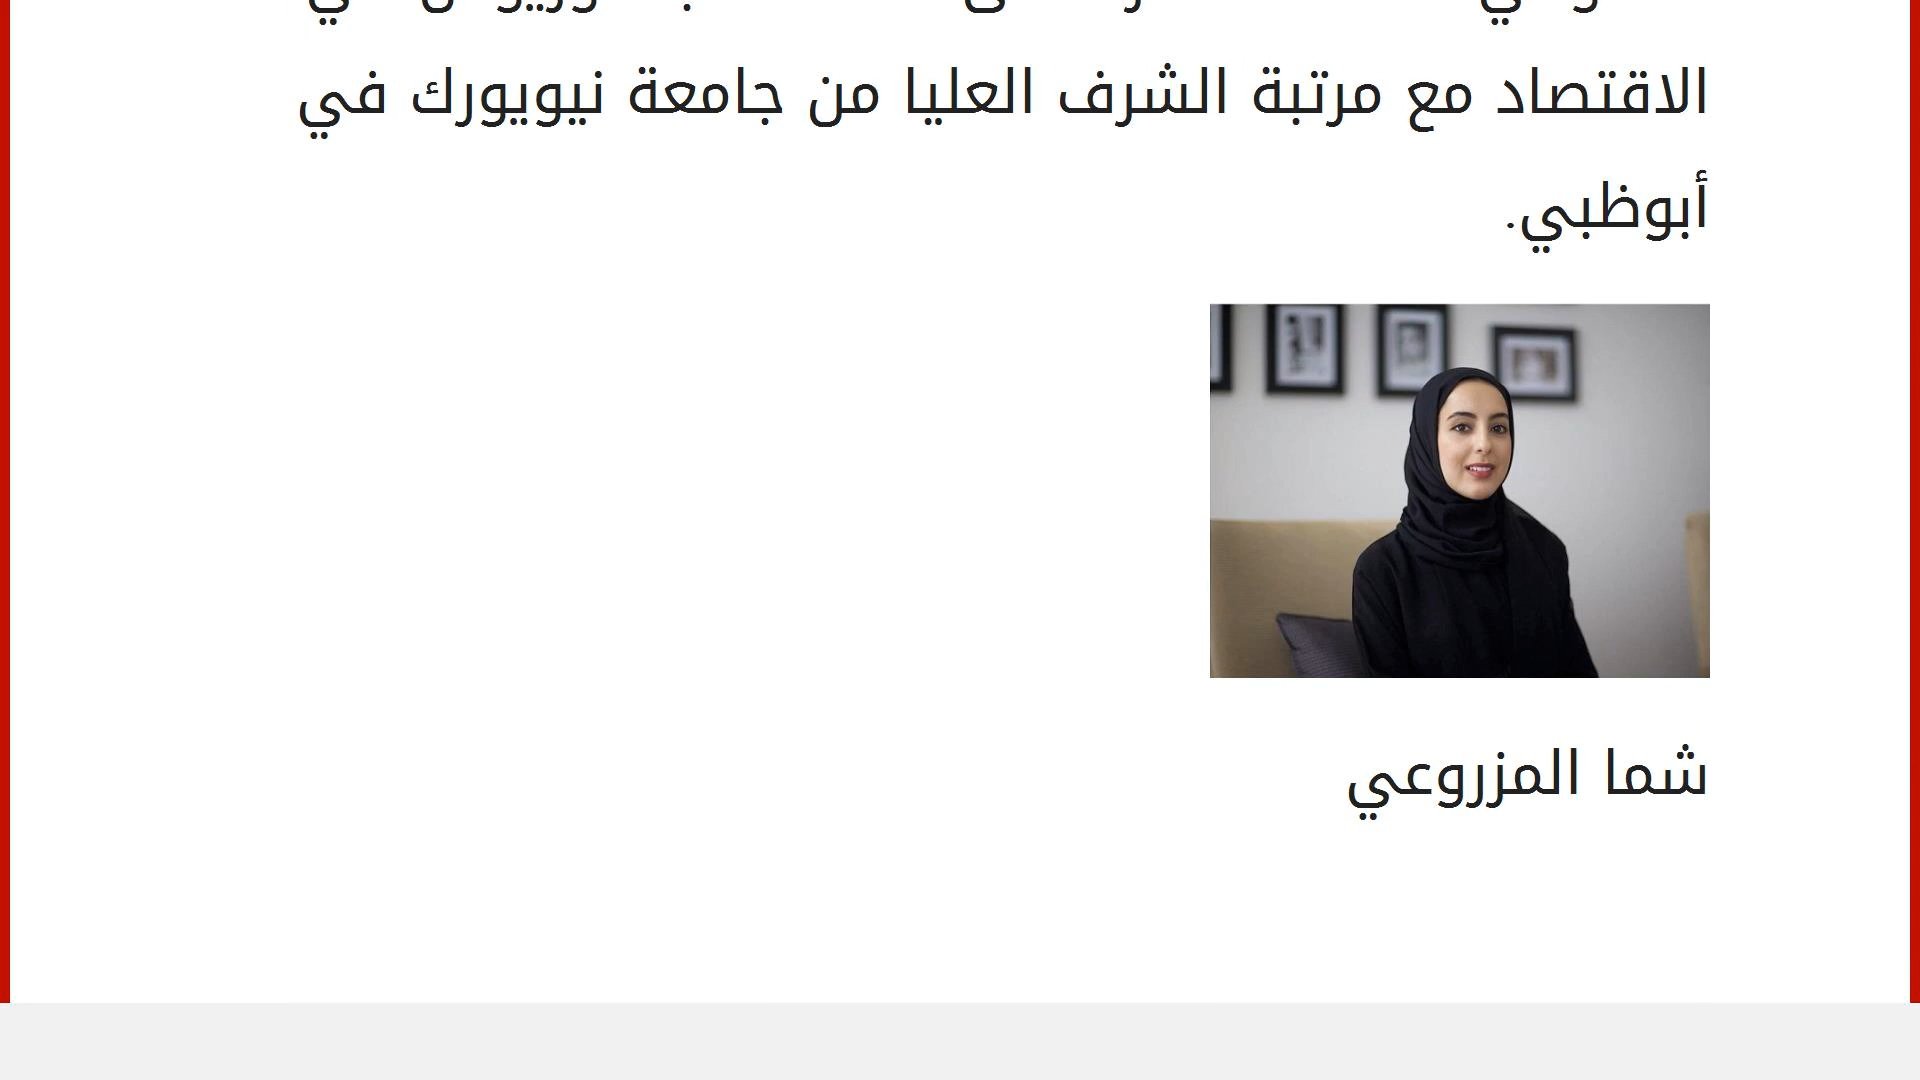 الاقتصاد مع مرتبة الشرف العليا من جامعة نيويورك في
أبوظبي.
شما المزروعي